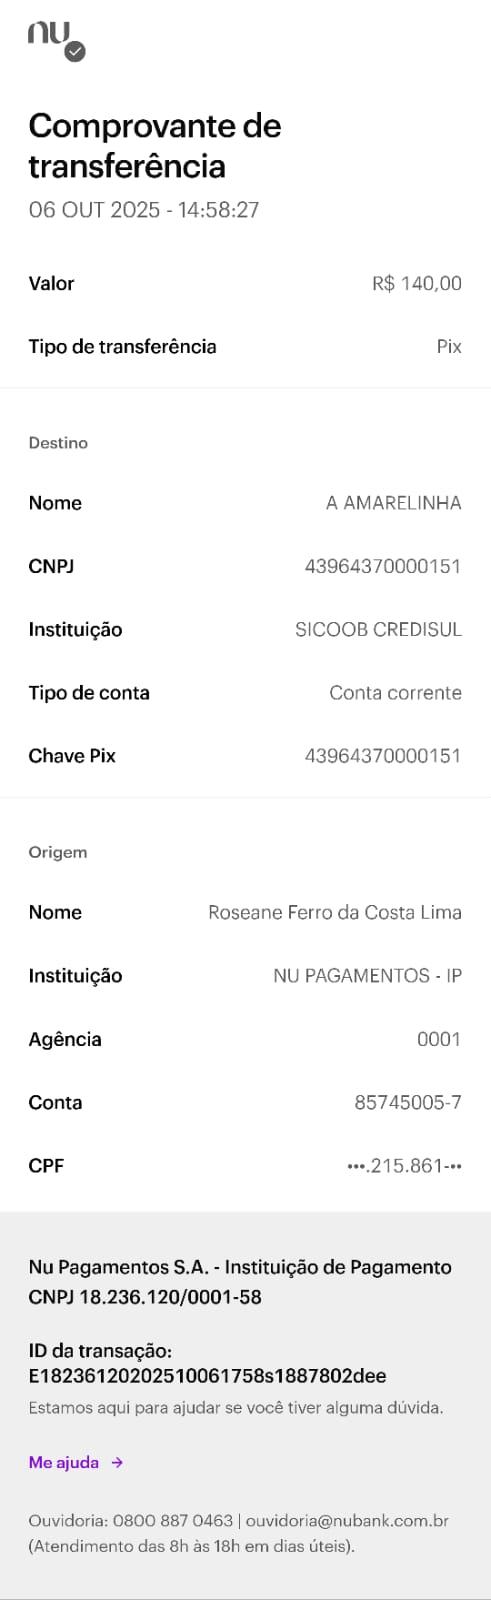 nu
Comprovante de
transferência
06 OUT 2025 - 14:58:27
Valor R$ 140,00
Tipo de transferência Pix
Destino
Nome A AMARELINHA
CNPJ 43964370000151
Instituição SICOOB CREDISUL
Tipo de conta Conta corrente
Chave Pix 43964370000151
Origem
Nome Roseane Ferro da Costa Lima
Instituição NU PAGAMENTOS - IP
Agência 0001
Conta 85745005-7
CPF •••.215.861-••
Nu Pagamentos S.A. - Instituição de Pagamento
CNPJ 18.236.120/0001-58
ID da transação:
E18236120202510061758s1887802dee
Estamos aqui para ajudar se você tiver alguma dúvida.
Me ajuda →
Ouvidoria: 0800 887 0463 | ouvidoria@nubank.com.br
(Atendimento das 8h às 18h em dias úteis).